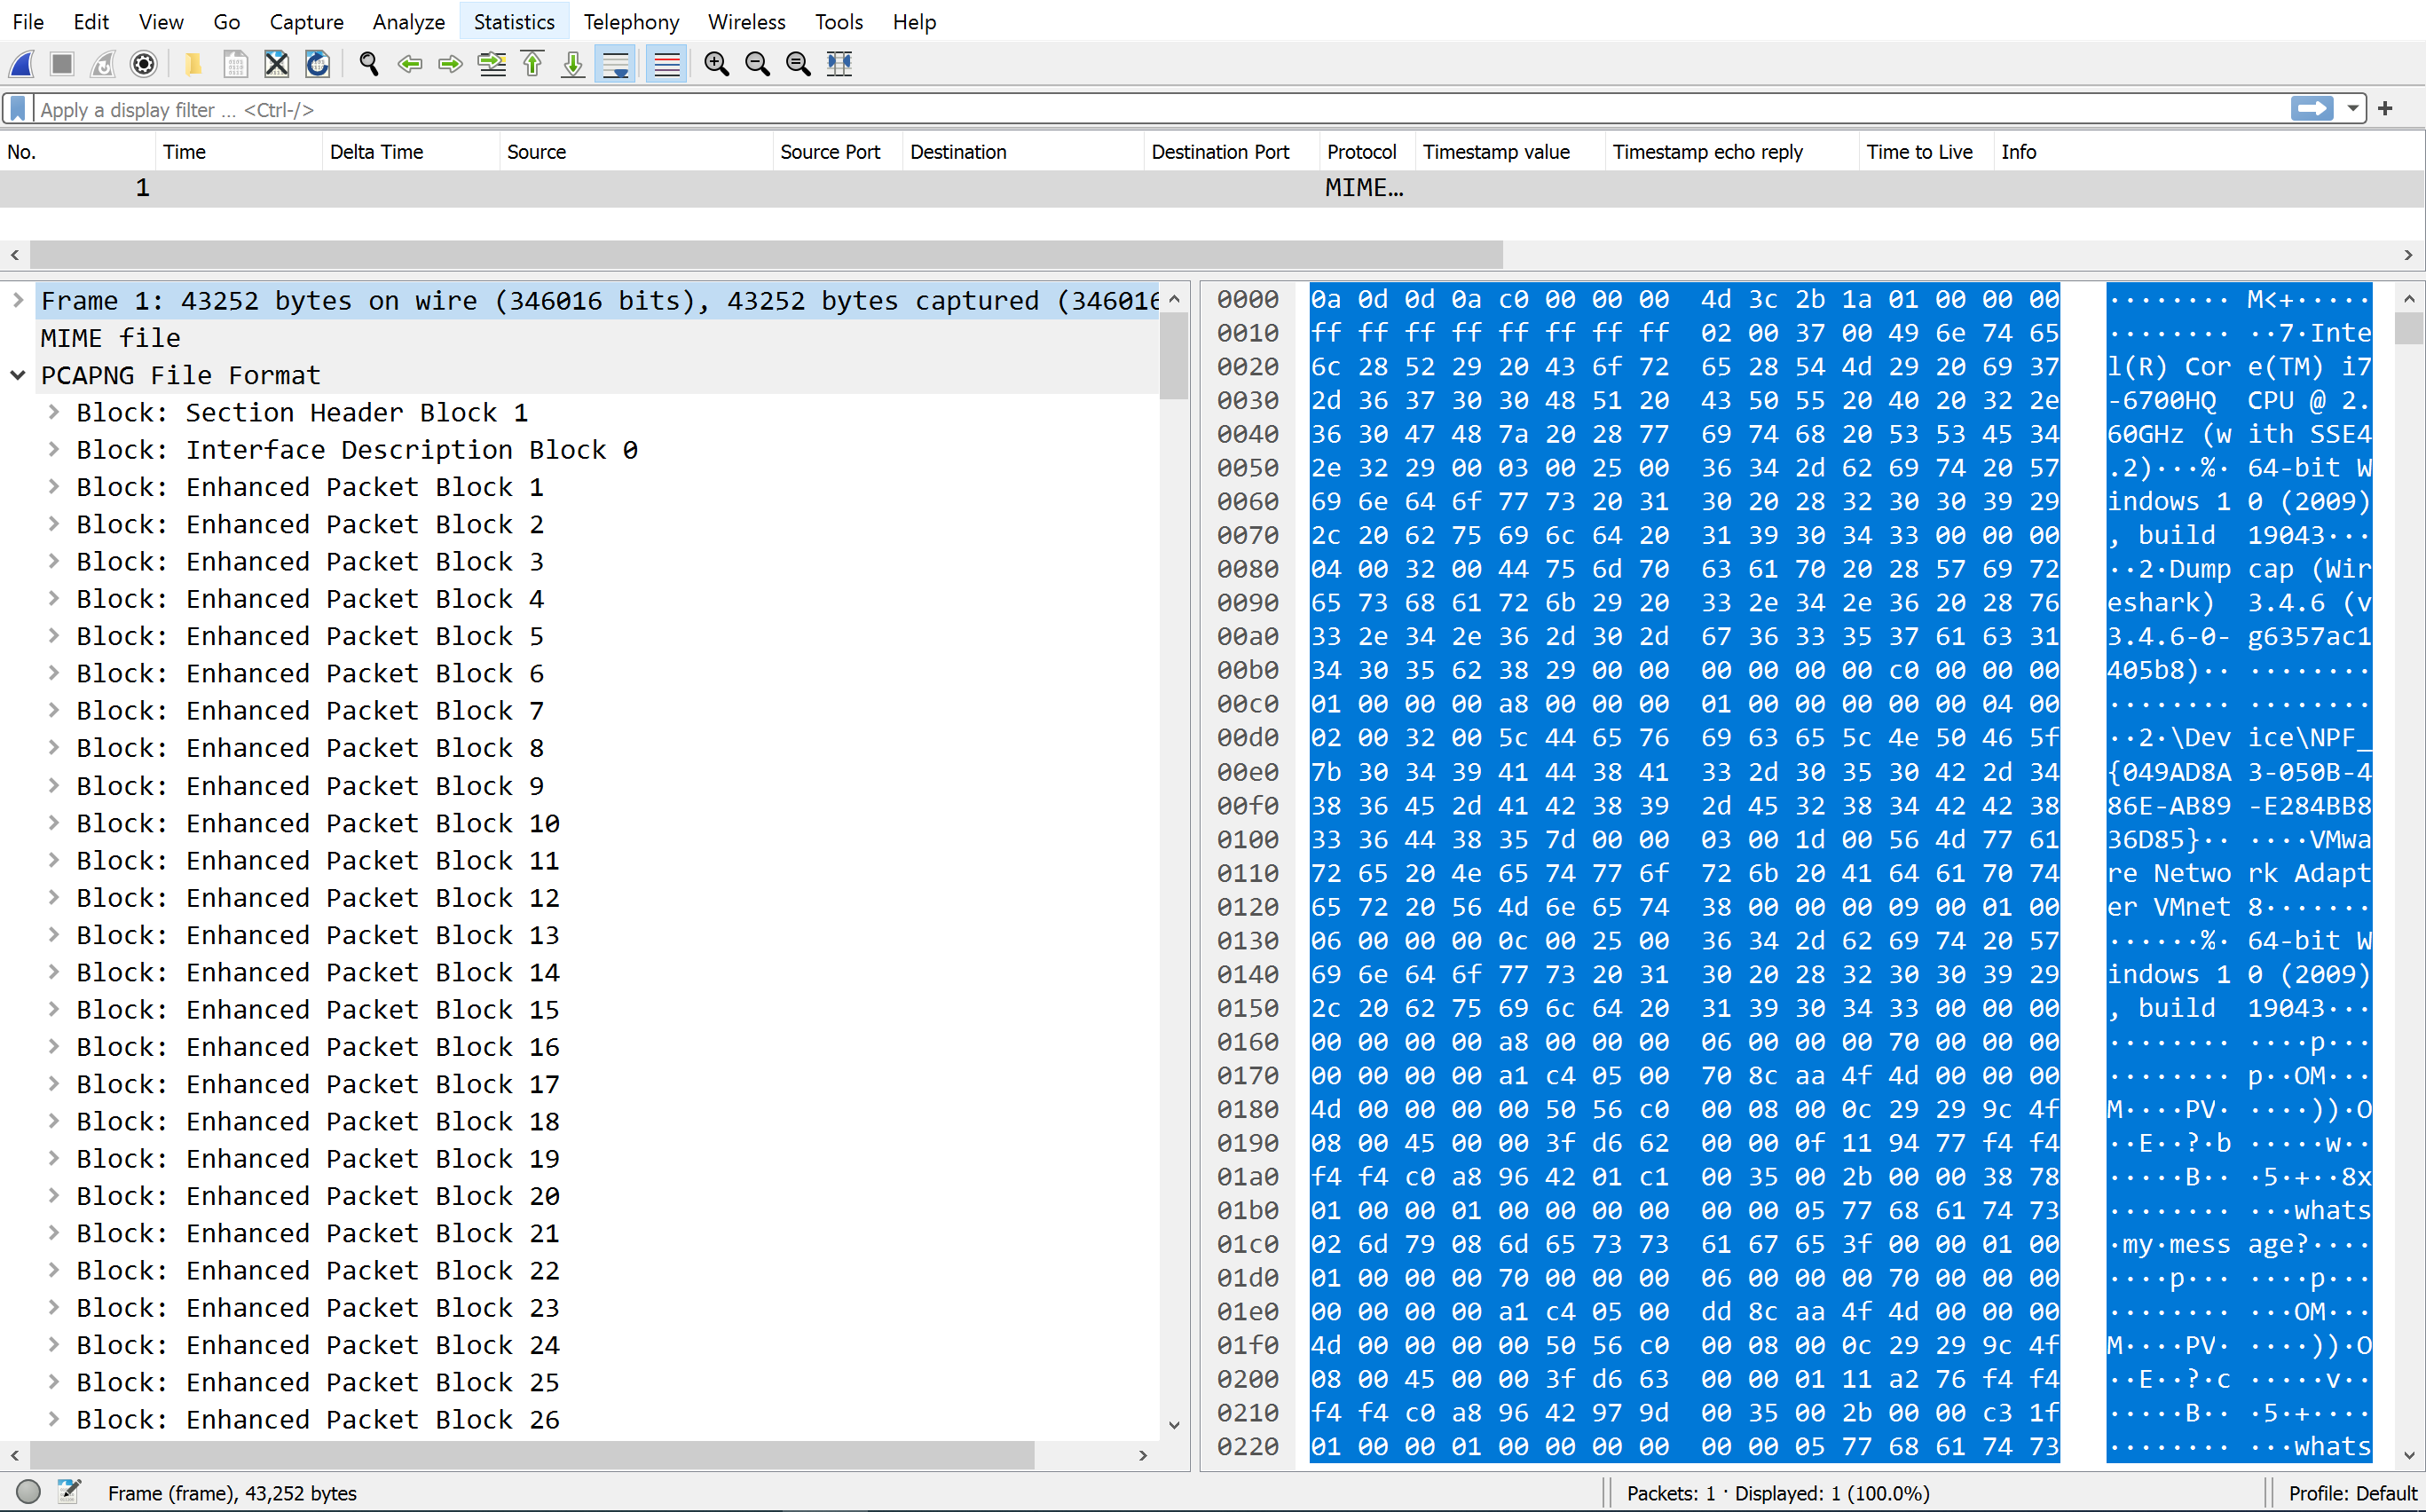 File Edit View Go Capture Analyze Statistics Telephony Wireless Tools Help
Apply a display filter … <Ctrl-/>
No. Time Delta Time Source Source Port Destination Destination Port Protocol Timestamp value Timestamp echo reply Time to Live Info
1 MIME…
Frame 1: 43252 bytes on wire (346016 bits), 43252 bytes captured (346016
MIME file
PCAPNG File Format
Block: Section Header Block 1
Block: Interface Description Block 0
Block: Enhanced Packet Block 1
Block: Enhanced Packet Block 2
Block: Enhanced Packet Block 3
Block: Enhanced Packet Block 4
Block: Enhanced Packet Block 5
Block: Enhanced Packet Block 6
Block: Enhanced Packet Block 7
Block: Enhanced Packet Block 8
Block: Enhanced Packet Block 9
Block: Enhanced Packet Block 10
Block: Enhanced Packet Block 11
Block: Enhanced Packet Block 12
Block: Enhanced Packet Block 13
Block: Enhanced Packet Block 14
Block: Enhanced Packet Block 15
Block: Enhanced Packet Block 16
Block: Enhanced Packet Block 17
Block: Enhanced Packet Block 18
Block: Enhanced Packet Block 19
Block: Enhanced Packet Block 20
Block: Enhanced Packet Block 21
Block: Enhanced Packet Block 22
Block: Enhanced Packet Block 23
Block: Enhanced Packet Block 24
Block: Enhanced Packet Block 25
Block: Enhanced Packet Block 26
0000 0a 0d 0d 0a c0 00 00 00 4d 3c 2b 1a 01 00 00 00 ········ M<+·····
0010 ff ff ff ff ff ff ff ff 02 00 37 00 49 6e 74 65 ········ ··7·Inte
0020 6c 28 52 29 20 43 6f 72 65 28 54 4d 29 20 69 37 l(R) Cor e(TM) i7
0030 2d 36 37 30 30 48 51 20 43 50 55 20 40 20 32 2e -6700HQ CPU @ 2.
0040 36 30 47 48 7a 20 28 77 69 74 68 20 53 53 45 34 60GHz (w ith SSE4
0050 2e 32 29 00 03 00 25 00 36 34 2d 62 69 74 20 57 .2)···%· 64-bit W
0060 69 6e 64 6f 77 73 20 31 30 20 28 32 30 30 39 29 indows 1 0 (2009)
0070 2c 20 62 75 69 6c 64 20 31 39 30 34 33 00 00 00 , build 19043···
0080 04 00 32 00 44 75 6d 70 63 61 70 20 28 57 69 72 ··2·Dump cap (Wir
0090 65 73 68 61 72 6b 29 20 33 2e 34 2e 36 20 28 76 eshark) 3.4.6 (v
00a0 33 2e 34 2e 36 2d 30 2d 67 36 33 35 37 61 63 31 3.4.6-0- g6357ac1
00b0 34 30 35 62 38 29 00 00 00 00 00 00 c0 00 00 00 405b8)·· ········
00c0 01 00 00 00 a8 00 00 00 01 00 00 00 00 00 04 00 ········ ········
00d0 02 00 32 00 5c 44 65 76 69 63 65 5c 4e 50 46 5f ··2·\Dev ice\NPF_
00e0 7b 30 34 39 41 44 38 41 33 2d 30 35 30 42 2d 34 {049AD8A 3-050B-4
00f0 38 36 45 2d 41 42 38 39 2d 45 32 38 34 42 42 38 86E-AB89 -E284BB8
0100 33 36 44 38 35 7d 00 00 03 00 1d 00 56 4d 77 61 36D85}·· ····VMwa
0110 72 65 20 4e 65 74 77 6f 72 6b 20 41 64 61 70 74 re Netwo rk Adapt
0120 65 72 20 56 4d 6e 65 74 38 00 00 00 09 00 01 00 er VMnet 8·······
0130 06 00 00 00 0c 00 25 00 36 34 2d 62 69 74 20 57 ······%· 64-bit W
0140 69 6e 64 6f 77 73 20 31 30 20 28 32 30 30 39 29 indows 1 0 (2009)
0150 2c 20 62 75 69 6c 64 20 31 39 30 34 33 00 00 00 , build 19043···
0160 00 00 00 00 a8 00 00 00 06 00 00 00 70 00 00 00 ········ ····p···
0170 00 00 00 00 a1 c4 05 00 70 8c aa 4f 4d 00 00 00 ········ p··OM···
0180 4d 00 00 00 00 50 56 c0 00 08 00 0c 29 29 9c 4f M····PV· ····))·O
0190 08 00 45 00 00 3f d6 62 00 00 0f 11 94 77 f4 f4 ··E··?·b ·····w··
01a0 f4 f4 c0 a8 96 42 01 c1 00 35 00 2b 00 00 38 78 ·····B·· ·5·+··8x
01b0 01 00 00 01 00 00 00 00 00 00 05 77 68 61 74 73 ········ ···whats
01c0 02 6d 79 08 6d 65 73 73 61 67 65 3f 00 00 01 00 ·my·mess age?····
01d0 01 00 00 00 70 00 00 00 06 00 00 00 70 00 00 00 ····p··· ····p···
01e0 00 00 00 00 a1 c4 05 00 dd 8c aa 4f 4d 00 00 00 ········ ···OM···
01f0 4d 00 00 00 00 50 56 c0 00 08 00 0c 29 29 9c 4f M····PV· ····))·O
0200 08 00 45 00 00 3f d6 63 00 00 01 11 a2 76 f4 f4 ··E··?·c ·····v··
0210 f4 f4 c0 a8 96 42 97 9d 00 35 00 2b 00 00 c3 1f ·····B·· ·5·+····
0220 01 00 00 01 00 00 00 00 00 00 05 77 68 61 74 73 ········ ···whats
Frame (frame), 43,252 bytes Packets: 1 · Displayed: 1 (100.0%) Profile: Default